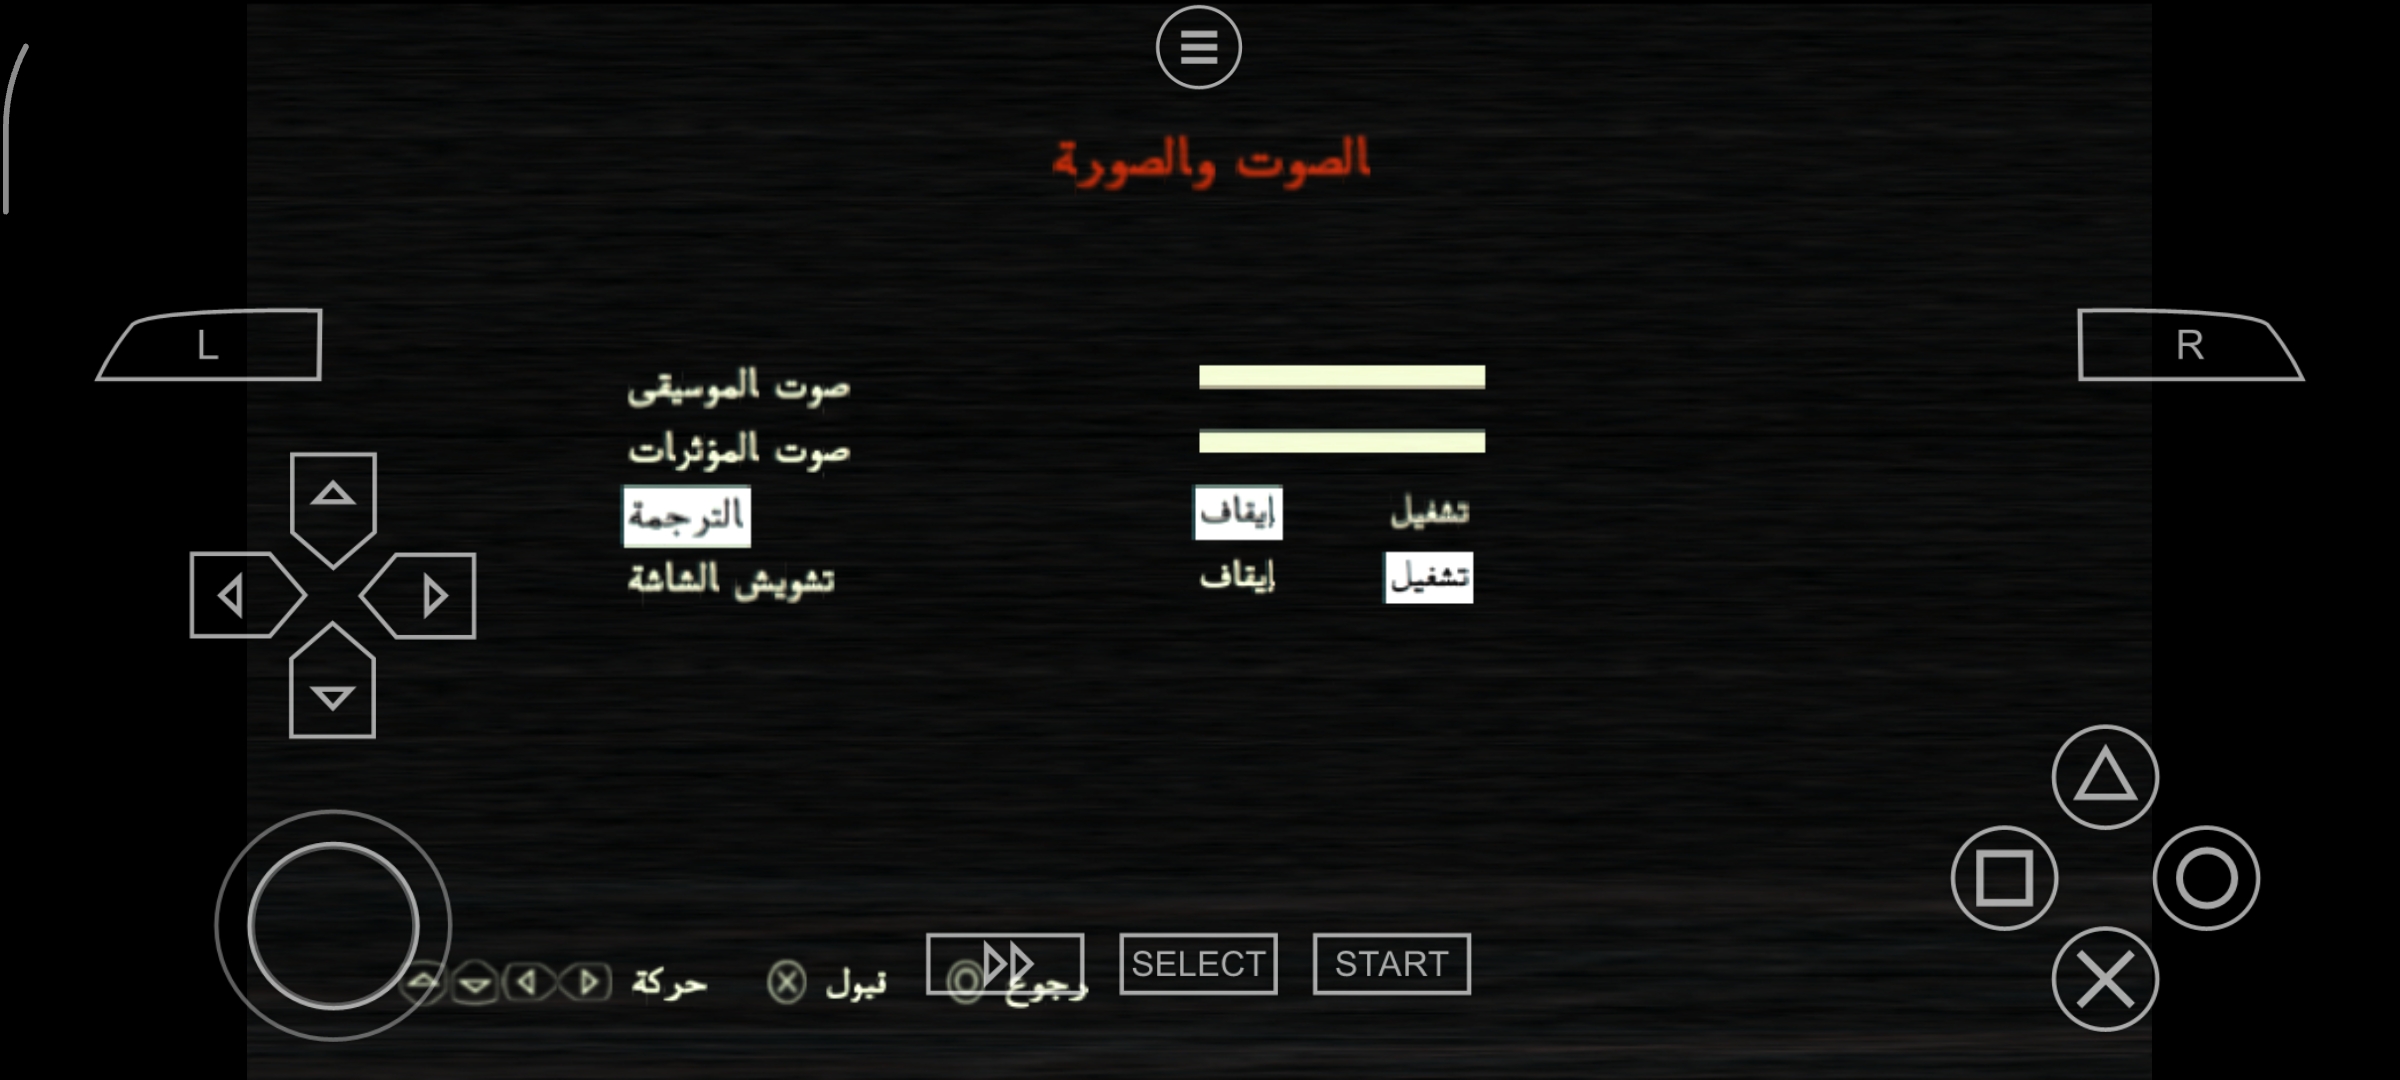 الصوت والصورة
L
R
صوت الموسيقى
صوت المؤثرات
الترجمة إيقاف تشغيل
تشويش الشاشة إيقاف تشغيل
حركة قبول رجوع
SELECT START